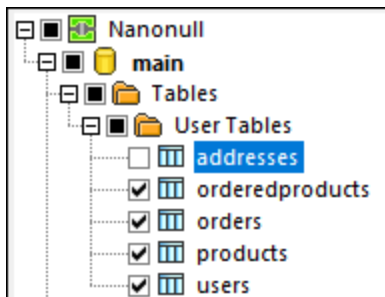 Nanonull
main
Tables
User Tables
addresses
orderedproducts
orders
products
users